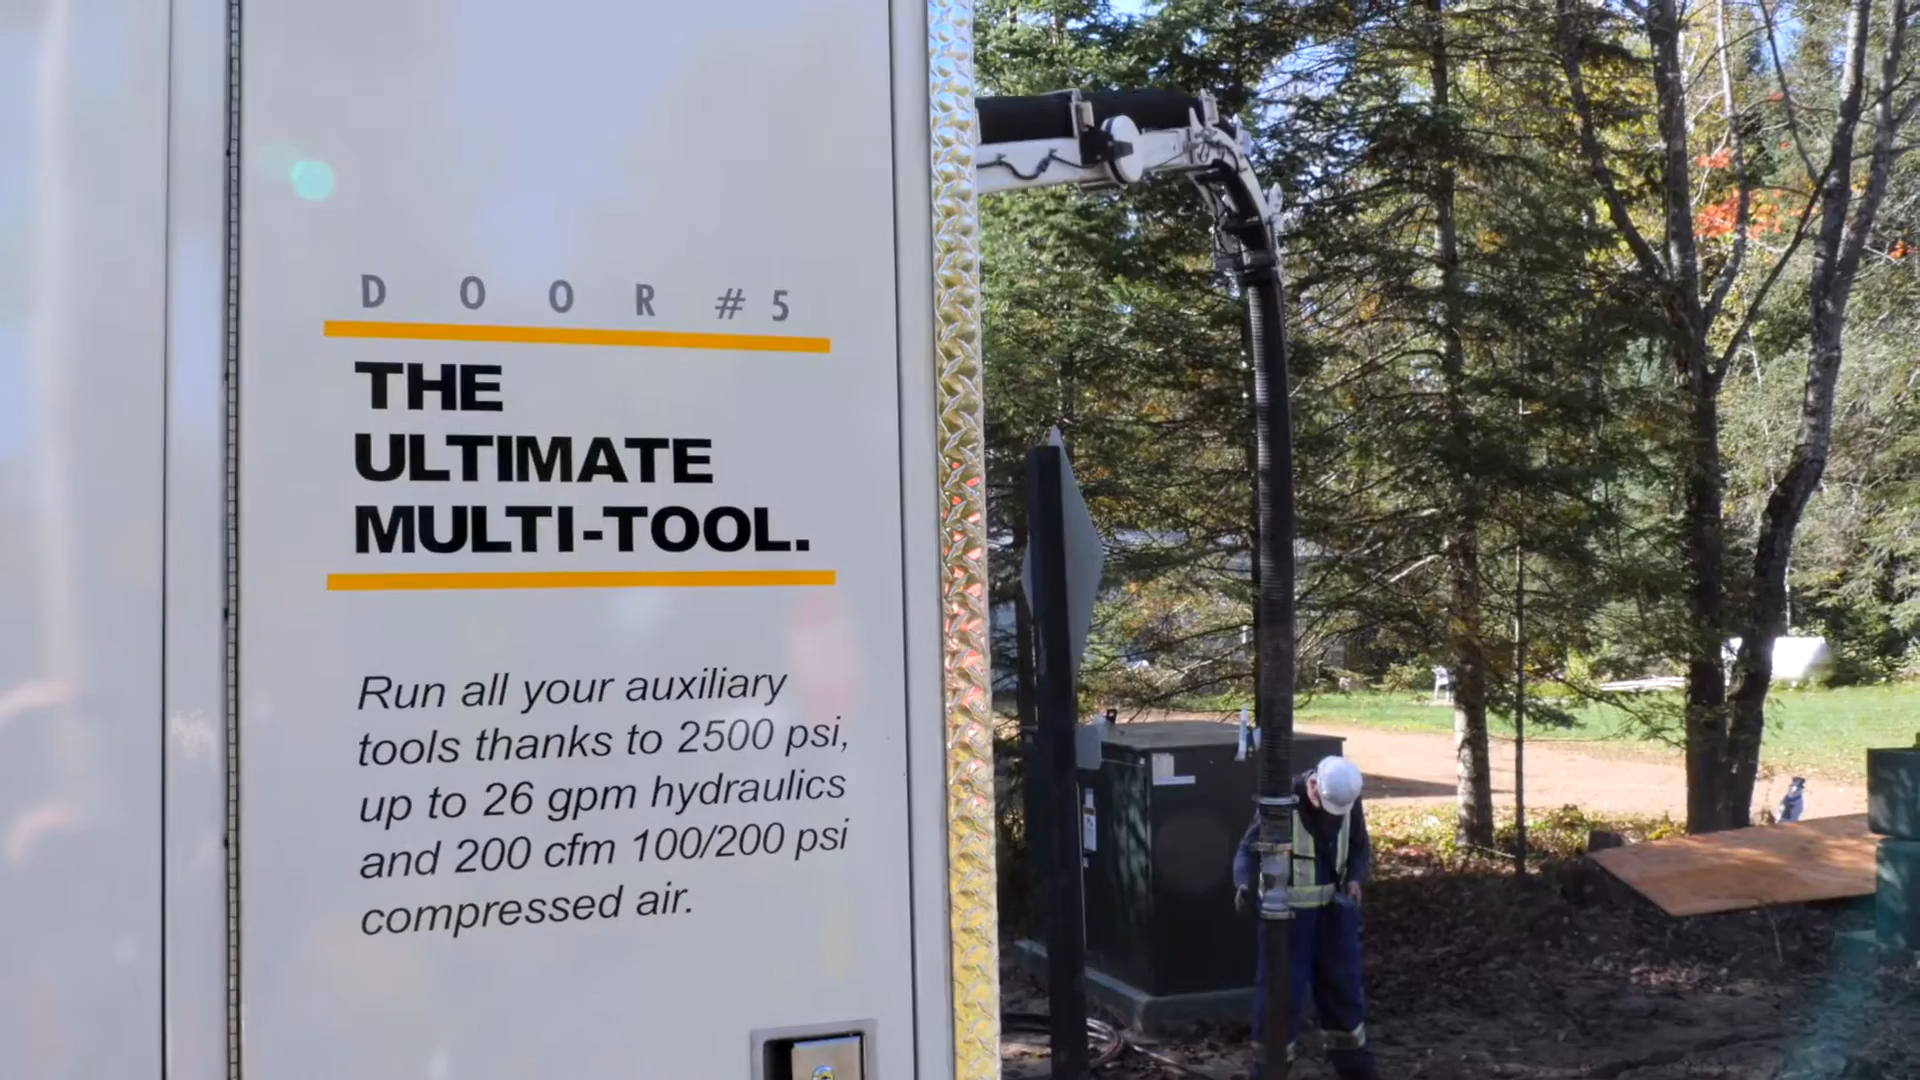 DOOR #5
THE
ULTIMATE
MULTI-TOOL.
Run all your auxiliary
tools thanks to 2500 psi,
up to 26 gpm hydraulics
and 200 cfm 100/200 psi
compressed air.